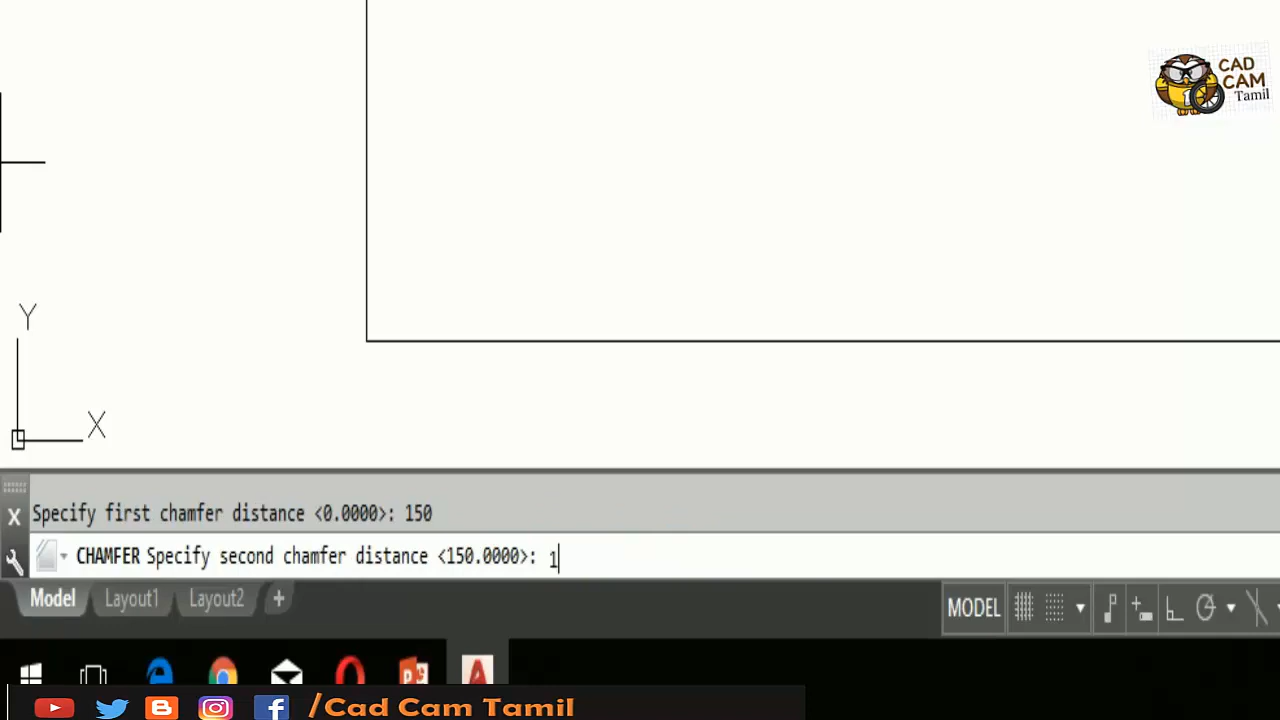 CAD
CAM
Tamil
Y
X
Specify first chamfer distance <0.0000>: 150
CHAMFER Specify second chamfer distance <150.0000>: 1
Model Layout1 Layout2 + MODEL
/Cad Cam Tamil